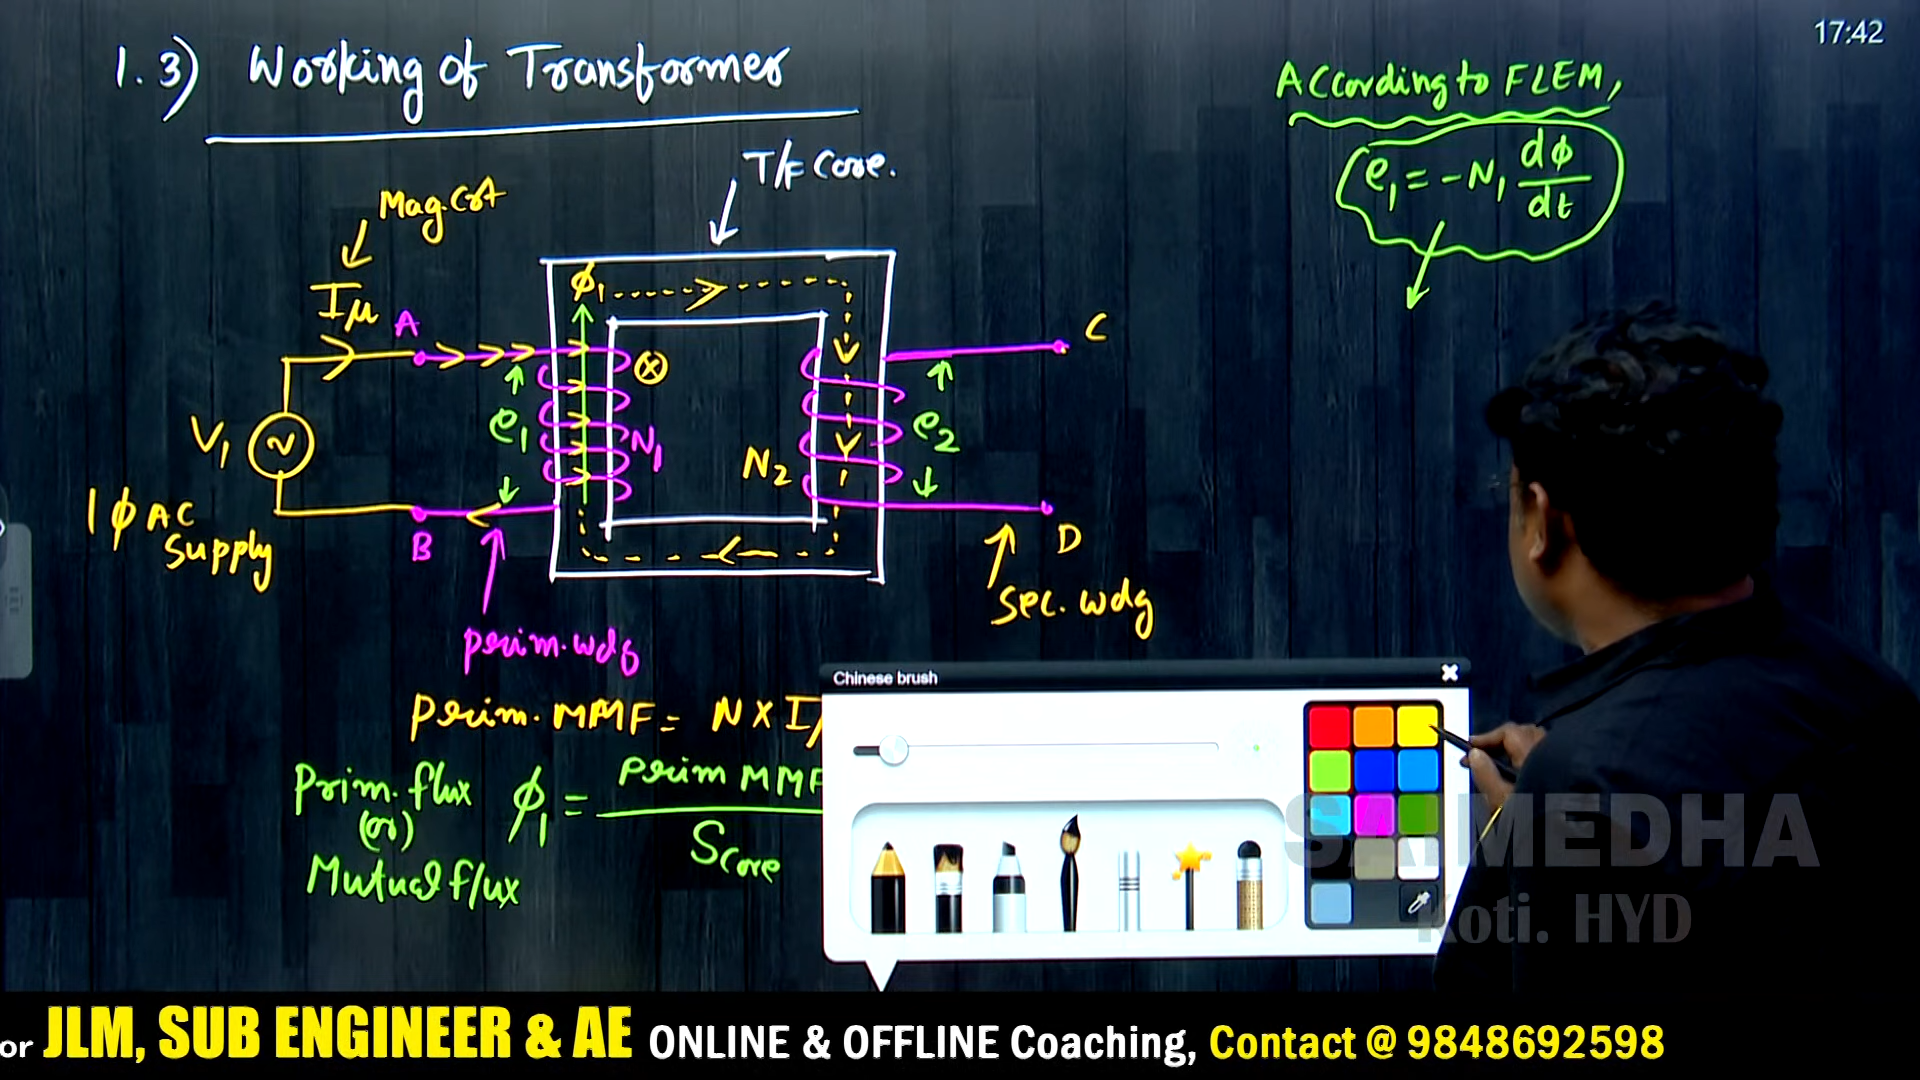 17:42
1.3) Working of Transformer
According to FLEM,
e1 = -N1 dϕ/dt
T/F Core.
Mag.Crt
Iμ
A
ϕ1
C
V1
e1
N1
N2
e2
1ϕ AC
Supply
B
D
prim.wdg
Sec. wdg
Chinese brush
prim. MMF = N X I
Prim. flux
(or)
Mutual flux
ϕ1 = prim MMF / Score
SAIMEDHA
Koti. HYD
or JLM, SUB ENGINEER & AE ONLINE & OFFLINE Coaching, Contact @ 9848692598